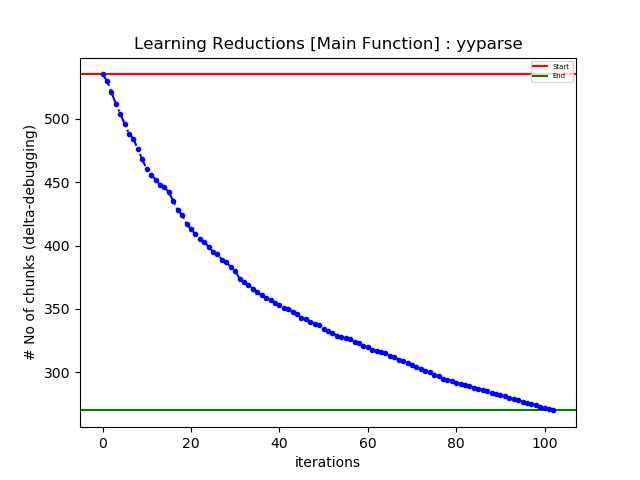 Learning Reductions [Main Function] : yyparse
Start
End
# No of chunks (delta-debugging)
500
450
400
350
300
0 20 40 60 80 100
iterations